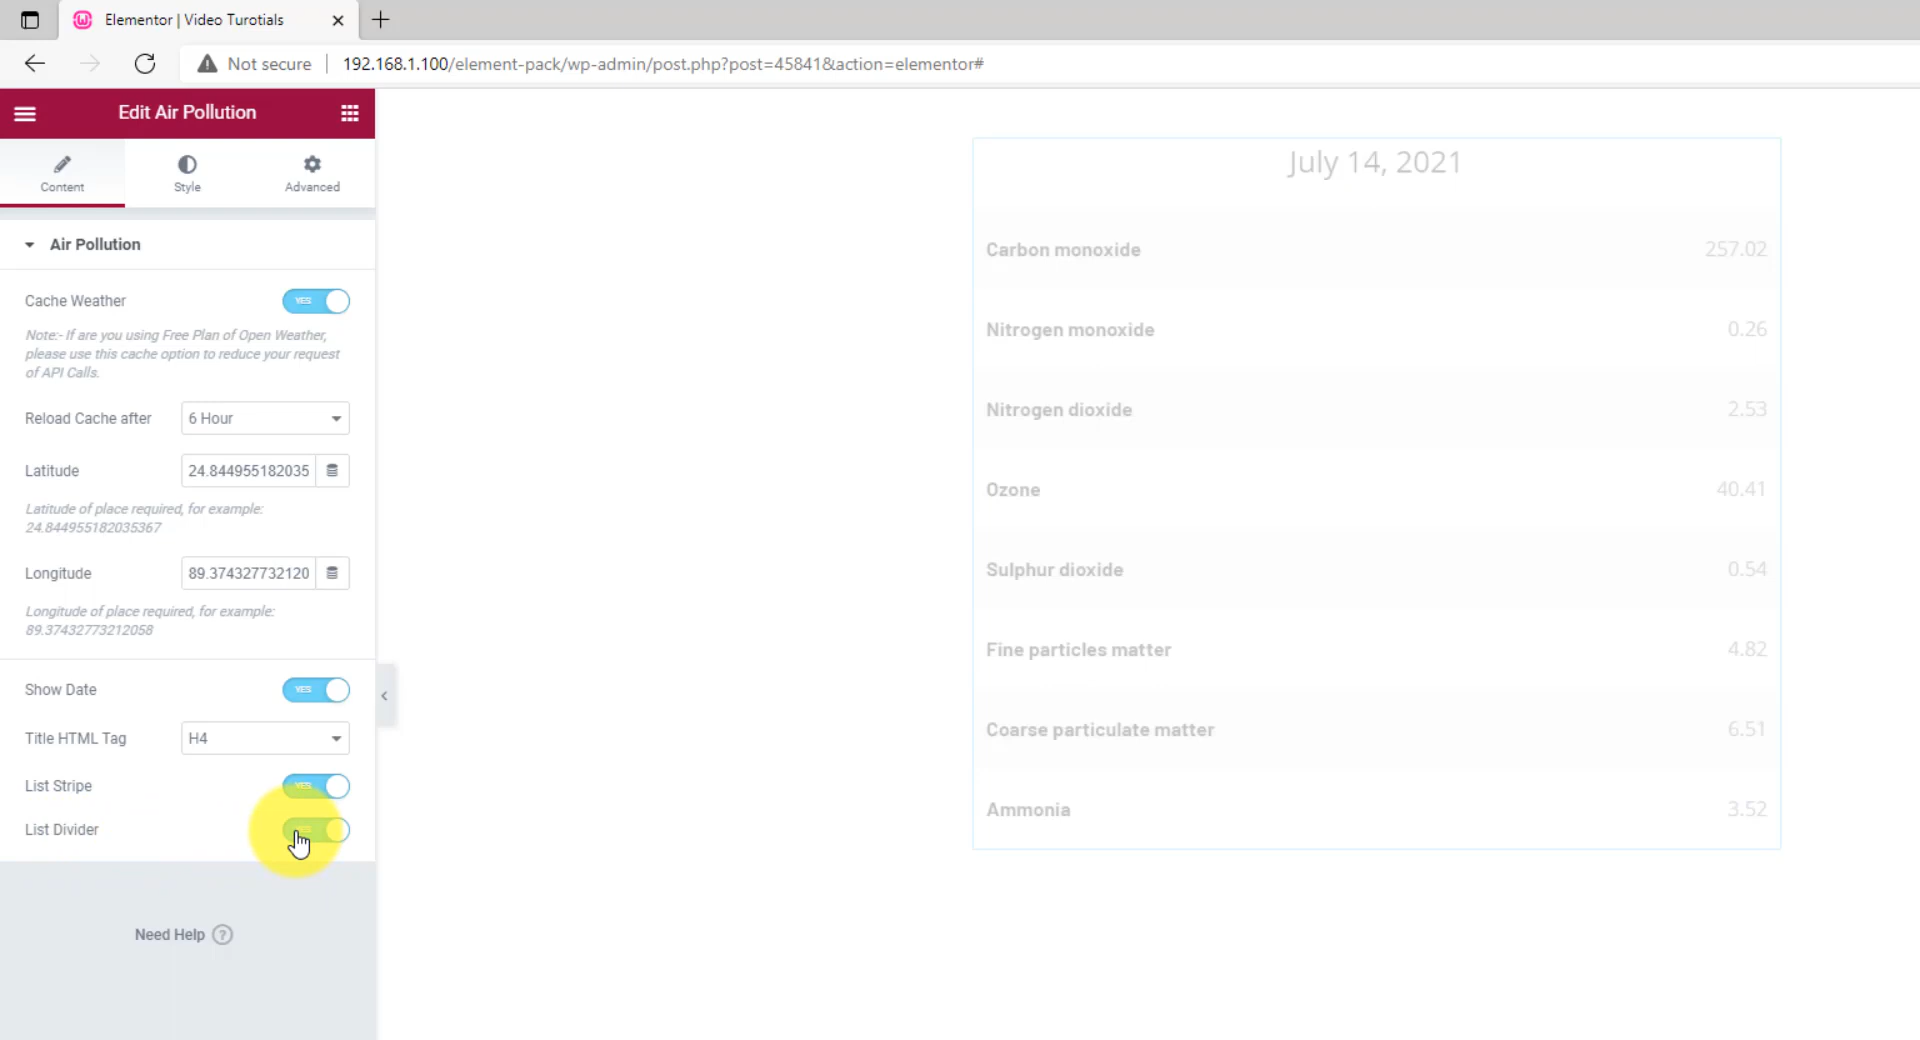 Elementor | Video Turotials
Not secure
192.168.1.100/element-pack/wp-admin/post.php?post=45841&action=elementor#
Edit Air Pollution
Content
Style
Advanced
Air Pollution
Cache Weather
YES
Note:- If are you using Free Plan of Open Weather,
please use this cache option to reduce your request
of API Calls.
Reload Cache after
6 Hour
Latitude
24.844955182035
Latitude of place required, for example:
24.844955182035367
Longitude
89.374327732120
Longitude of place required, for example:
89.37432773212058
Show Date
YES
Title HTML Tag
H4
List Stripe
YES
List Divider
Need Help ?
July 14, 2021
Carbon monoxide 257.02
Nitrogen monoxide 0.26
Nitrogen dioxide 2.53
Ozone 40.41
Sulphur dioxide 0.54
Fine particles matter 4.82
Coarse particulate matter 6.51
Ammonia 3.52